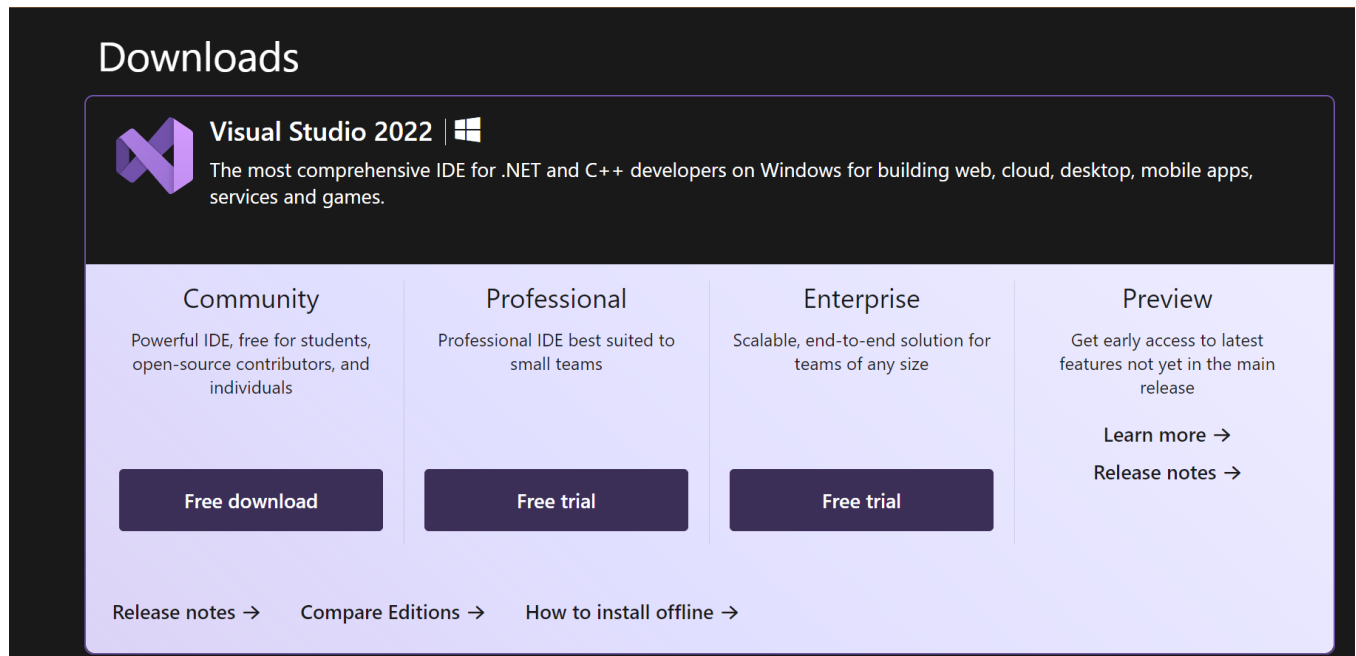 Downloads
Visual Studio 2022
The most comprehensive IDE for .NET and C++ developers on Windows for building web, cloud, desktop, mobile apps,
services and games.
Community
Powerful IDE, free for students,
open-source contributors, and
individuals
Free download
Professional
Professional IDE best suited to
small teams
Free trial
Enterprise
Scalable, end-to-end solution for
teams of any size
Free trial
Preview
Get early access to latest
features not yet in the main
release
Learn more →
Release notes →
Release notes →
Compare Editions →
How to install offline →